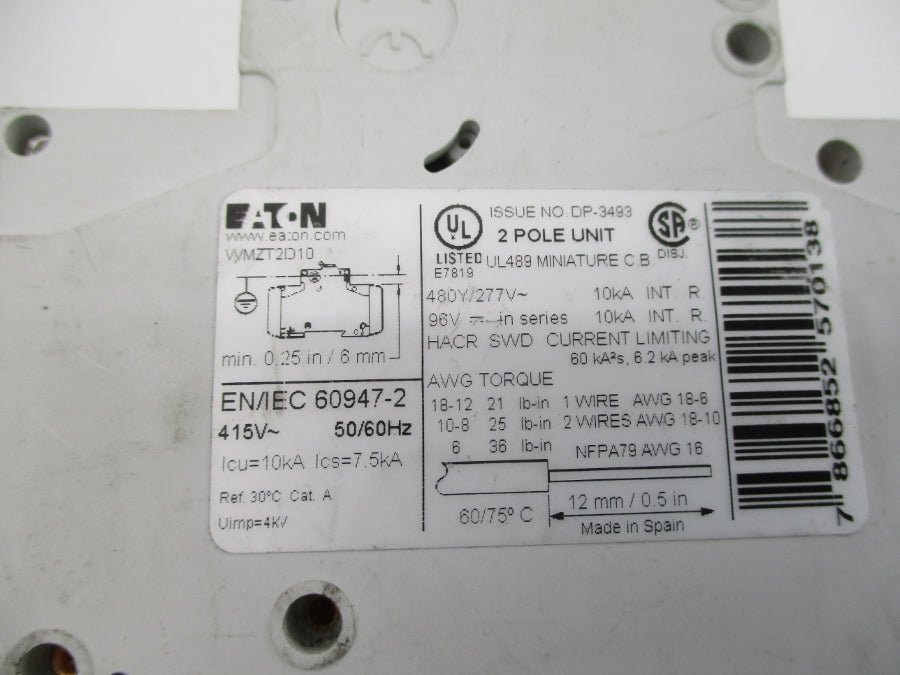 EATON
www.eaton.com
WMZT2D10
min. 0.25 in / 6 mm
EN/IEC 60947-2
415V~ 50/60Hz
Icu=10kA Ics=7.5kA
Ref. 30°C Cat. A
Uimp=4kV
UL
LISTED
E7819
ISSUE NO. DP-3493
2 POLE UNIT
UL489 MINIATURE C.B.
SA®
DISJ.
480Y/277V~ 10kA INT. R.
96V ⎓ in series 10kA INT. R.
HACR SWD CURRENT LIMITING
60 kA²s, 6.2 kA peak
AWG TORQUE
18-12 21 lb-in 1 WIRE AWG 18-6
10-8 25 lb-in 2 WIRES AWG 18-10
6 36 lb-in
NFPA79 AWG 16
60/75° C
12 mm / 0.5 in
Made in Spain
7 866852 570138